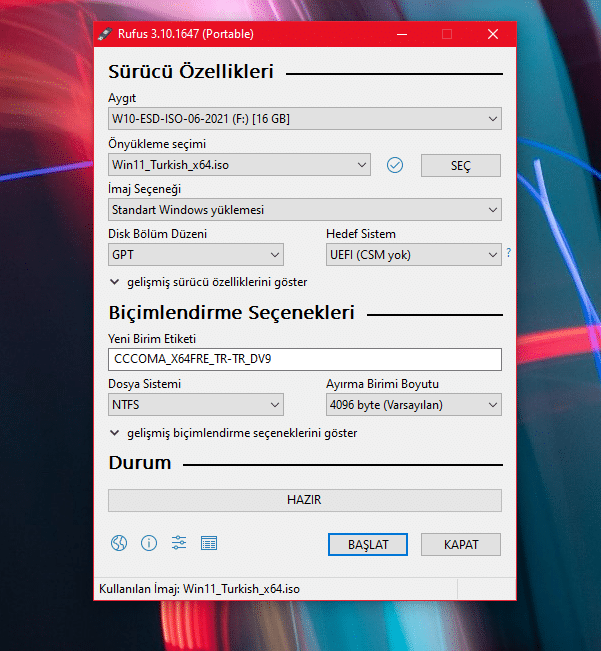 Rufus 3.10.1647 (Portable)
Sürücü Özellikleri
Aygıt
W10-ESD-ISO-06-2021 (F:) [16 GB]
Önyükleme seçimi
Win11_Turkish_x64.iso
SEÇ
İmaj Seçeneği
Standart Windows yüklemesi
Disk Bölüm Düzeni
Hedef Sistem
GPT
UEFI (CSM yok)
?
gelişmiş sürücü özelliklerini göster
Biçimlendirme Seçenekleri
Yeni Birim Etiketi
CCCOMA_X64FRE_TR-TR_DV9
Dosya Sistemi
Ayırma Birimi Boyutu
NTFS
4096 byte (Varsayılan)
gelişmiş biçimlendirme seçeneklerini göster
Durum
HAZIR
BAŞLAT
KAPAT
Kullanılan İmaj: Win11_Turkish_x64.iso